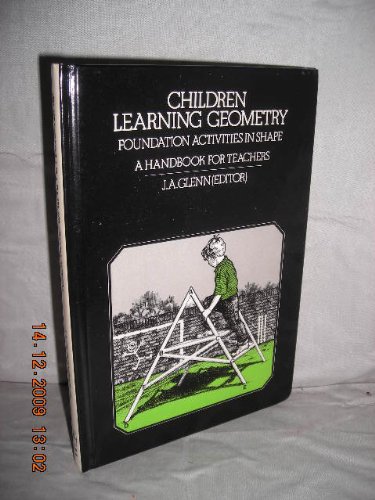 CHILDREN
LEARNING GEOMETRY
FOUNDATION ACTIVITIES IN SHAPE
A HANDBOOK FOR TEACHERS
J.A.GLENN(EDITOR)
14.12.2009 13:02